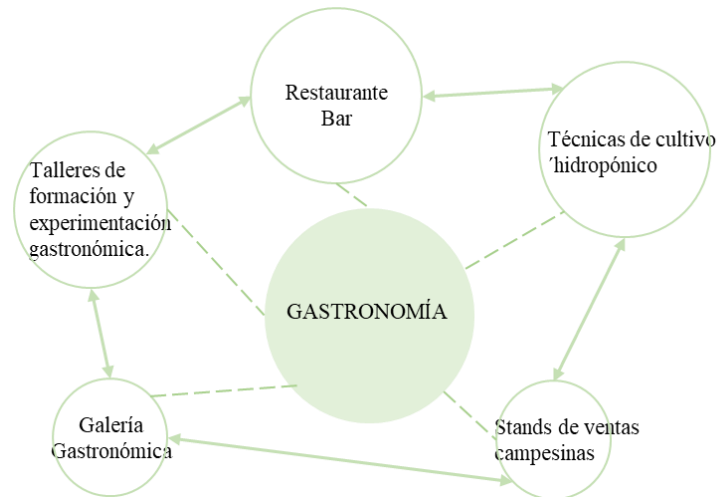 Restaurante
Bar
Técnicas de cultivo
´hidropónico
Talleres de
formación y
experimentación
gastronómica.
GASTRONOMÍA
Galería
Gastronómica
Stands de ventas
campesinas